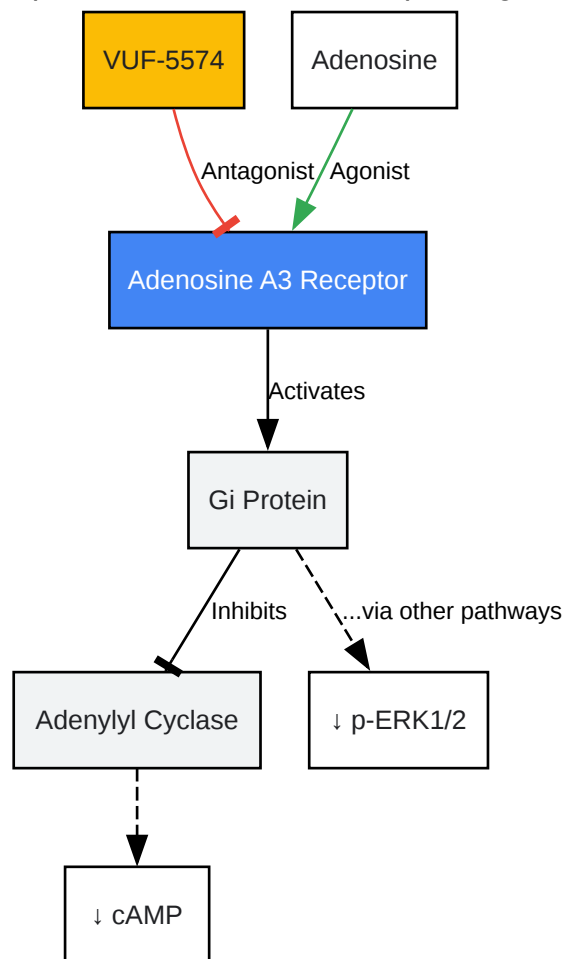 VUF-5574
Adenosine
Antagonist
Agonist
Adenosine A3 Receptor
Activates
Gi Protein
Inhibits
...via other pathways
Adenylyl Cyclase
↓ p-ERK1/2
↓ cAMP